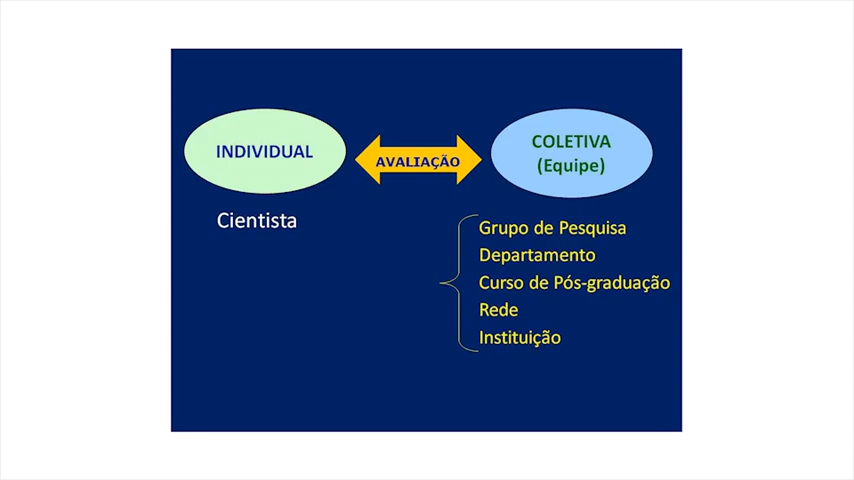 INDIVIDUAL
AVALIAÇÃO
COLETIVA
(Equipe)
Cientista
Grupo de Pesquisa
Departamento
Curso de Pós-graduação
Rede
Instituição